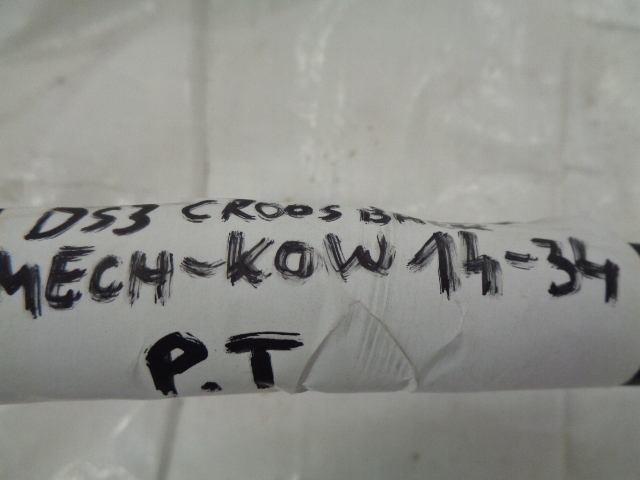 DS3 CROOS
MECH-KOW 14-34
P.T